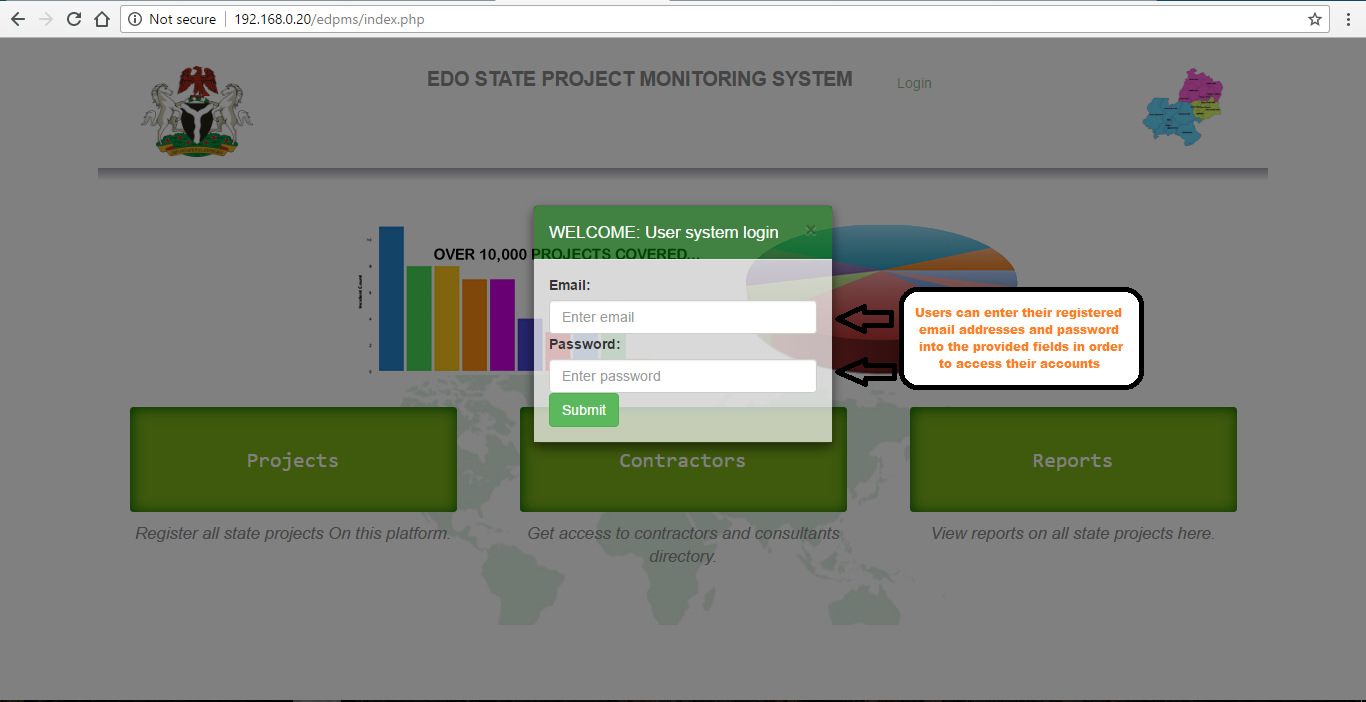 Not secure | 192.168.0.20/edpms/index.php
EDO STATE PROJECT MONITORING SYSTEM
Login
WELCOME: User system login
×
OVER 10,000 PROJECTS COVERED...
Email:
Enter email
Password:
Enter password
Submit
Users can enter their registered
email addresses and password
into the provided fields in order
to access their accounts
Projects
Contractors
Reports
Register all state projects On this platform.
Get access to contractors and consultants
directory.
View reports on all state projects here.